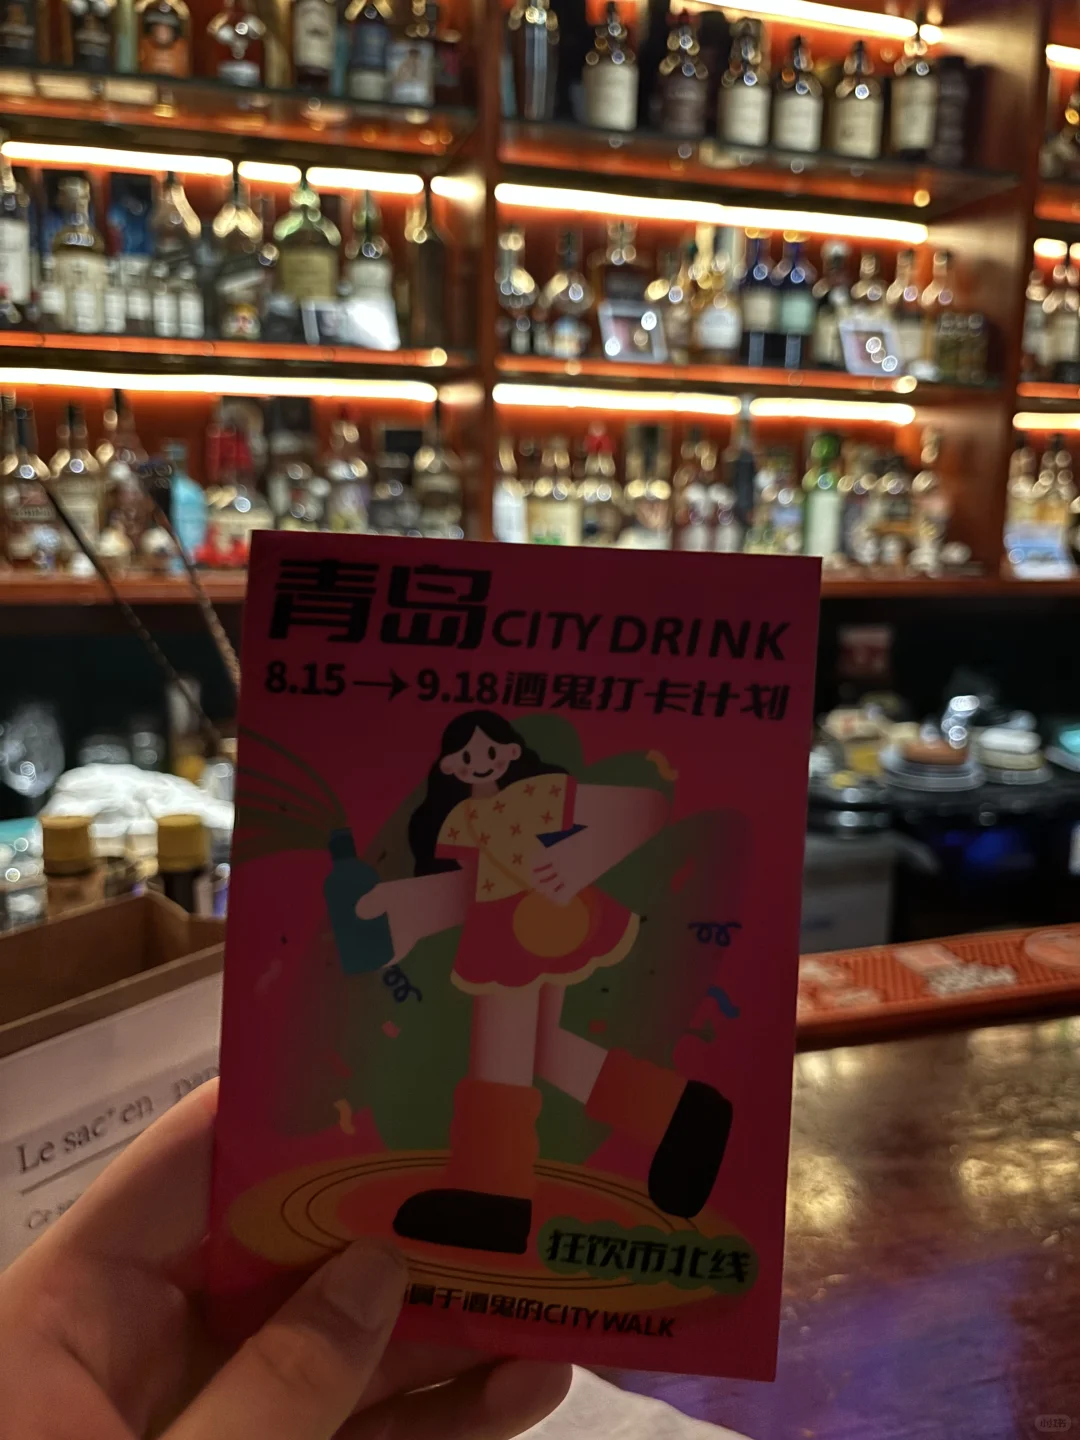 青岛CITY DRINK
8.15→9.18酒鬼打卡计划
狂饮市北线
属于酒鬼的CITY WALK
Le sac en pap